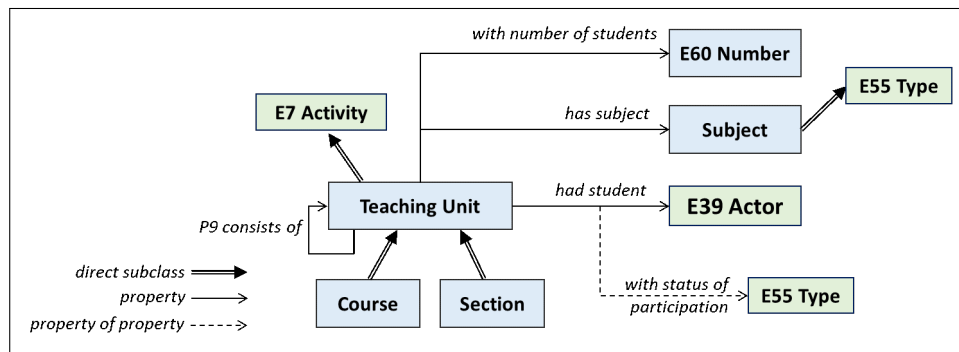 with number of students
E60 Number
E55 Type
E7 Activity
has subject
Subject
Teaching Unit
had student
E39 Actor
P9 consists of
direct subclass
property
property of property
Course
Section
with status of
participation
E55 Type